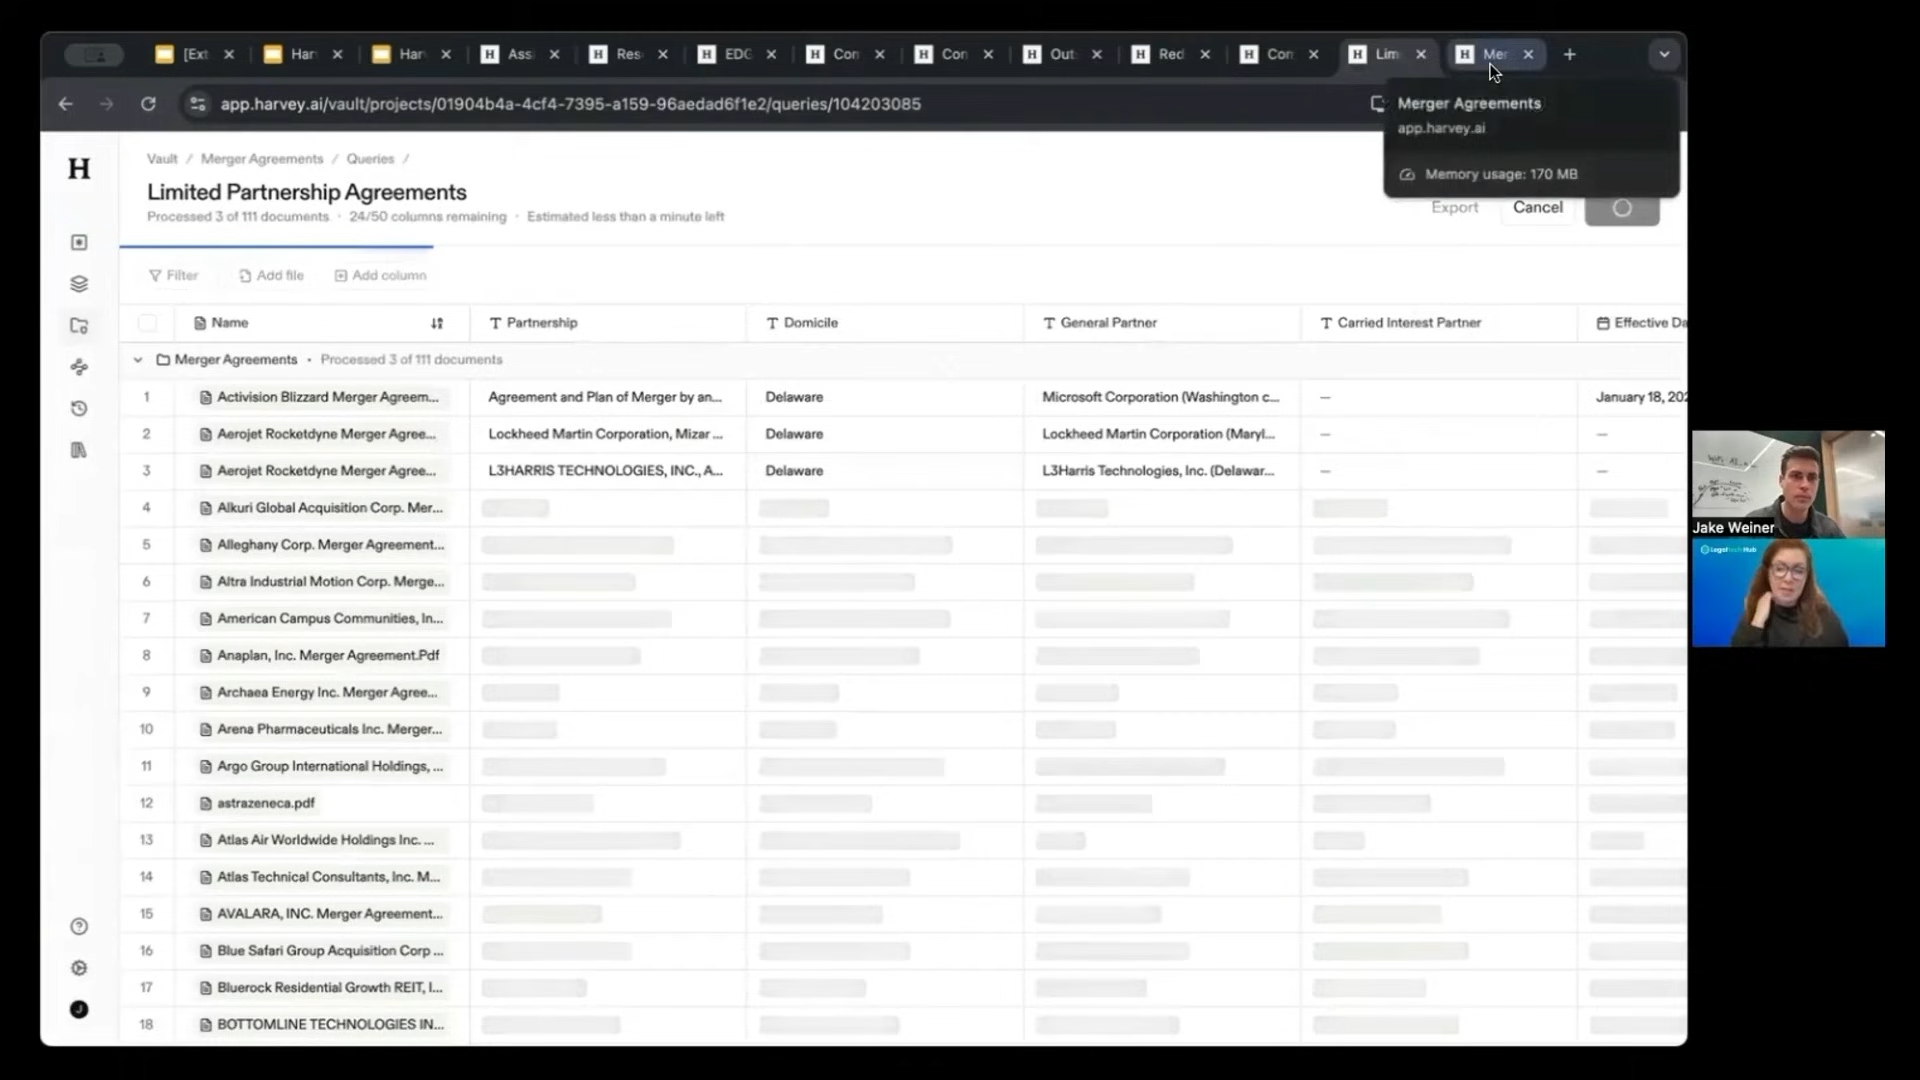 [Ext
Har
Har
Ass
Res
EDG
Con
Con
Out
Red
Con
Lim
Mer
app.harvey.ai/vault/projects/01904b4a-4cf4-7395-a159-96aedad6f1e2/queries/104203085
Merger Agreements
app.harvey.ai
Memory usage: 170 MB
H
Vault / Merger Agreements / Queries /
Limited Partnership Agreements
Processed 3 of 111 documents · 24/50 columns remaining · Estimated less than a minute left
Export
Cancel
Filter
Add file
Add column
Name
Partnership
Domicile
General Partner
Carried Interest Partner
Effective Da
Merger Agreements · Processed 3 of 111 documents
1 Activision Blizzard Merger Agreem... Agreement and Plan of Merger by an... Delaware Microsoft Corporation (Washington c... — January 18, 202
2 Aerojet Rocketdyne Merger Agree... Lockheed Martin Corporation, Mizar ... Delaware Lockheed Martin Corporation (Maryl... — —
3 Aerojet Rocketdyne Merger Agree... L3HARRIS TECHNOLOGIES, INC., A... Delaware L3Harris Technologies, Inc. (Delawar... — —
4 Alkuri Global Acquisition Corp. Mer...
5 Alleghany Corp. Merger Agreement...
6 Altra Industrial Motion Corp. Merge...
7 American Campus Communities, In...
8 Anaplan, Inc. Merger Agreement.Pdf
9 Archaea Energy Inc. Merger Agree...
10 Arena Pharmaceuticals Inc. Merger...
11 Argo Group International Holdings, ...
12 astrazeneca.pdf
13 Atlas Air Worldwide Holdings Inc. ...
14 Atlas Technical Consultants, Inc. M...
15 AVALARA, INC. Merger Agreement...
16 Blue Safari Group Acquisition Corp ...
17 Bluerock Residential Growth REIT, I...
18 BOTTOMLINE TECHNOLOGIES IN...
J
Jake Weiner
Legaltech Hub